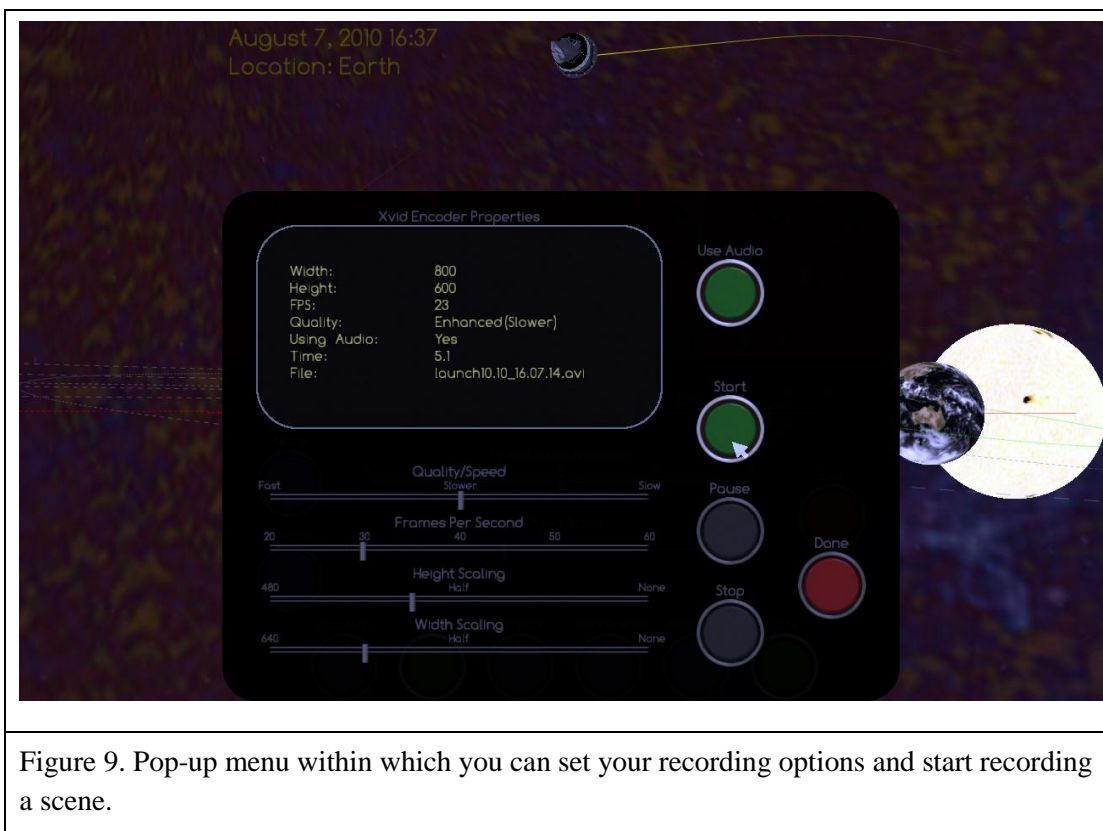 August 7, 2010 16:37
Location: Earth
Xvid Encoder Properties
Width: 800
Height: 600
FPS: 23
Quality: Enhanced(Slower)
Using Audio: Yes
Time: 5.1
File: launch10.10_16.07.14.avi
Use Audio
Start
Quality/Speed
Fast Slower Slow
Frames Per Second
20 30 40 50 60
Height Scaling
480 Half None
Width Scaling
640 Half None
Pause
Done
Stop
Figure 9. Pop-up menu within which you can set your recording options and start recording
a scene.